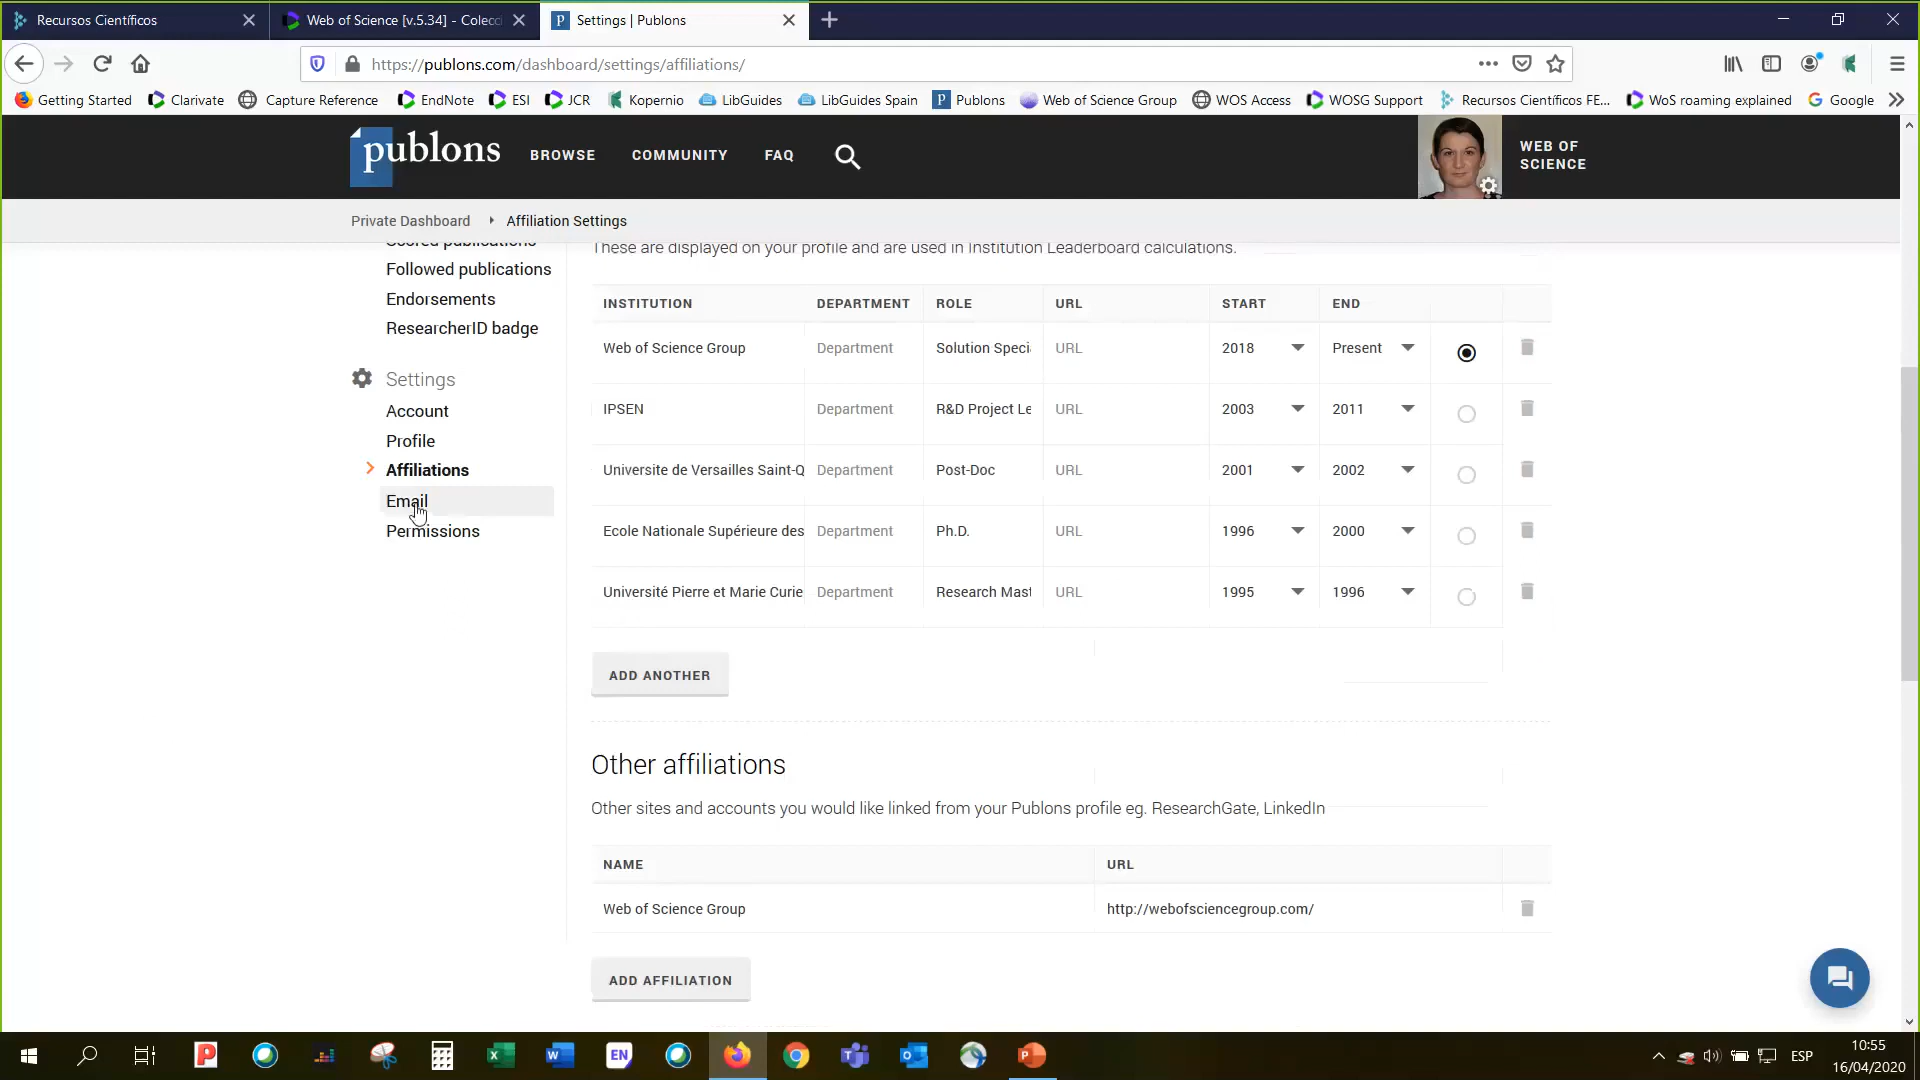 Recursos Científicos
Web of Science [v.5.34] - Colecc
Settings | Publons
https://publons.com/dashboard/settings/affiliations/
Getting Started
Clarivate
Capture Reference
EndNote
ESI
JCR
Kopernio
LibGuides
LibGuides Spain
Publons
Web of Science Group
WOS Access
WOSG Support
Recursos Científicos FE...
WoS roaming explained
Google
publons
BROWSE
COMMUNITY
FAQ
WEB OF
SCIENCE
Private Dashboard
Affiliation Settings
Scored publications
Followed publications
Endorsements
ResearcherID badge
Settings
Account
Profile
Affiliations
Email
Permissions
These are displayed on your profile and are used in Institution Leaderboard calculations.
INSTITUTION DEPARTMENT ROLE URL START END
Web of Science Group Department Solution Speci URL 2018 Present
IPSEN Department R&D Project Le URL 2003 2011
Universite de Versailles Saint-Q Department Post-Doc URL 2001 2002
Ecole Nationale Supérieure des Department Ph.D. URL 1996 2000
Université Pierre et Marie Curie Department Research Mast URL 1995 1996
ADD ANOTHER
Other affiliations
Other sites and accounts you would like linked from your Publons profile eg. ResearchGate, LinkedIn
NAME URL
Web of Science Group http://webofsciencegroup.com/
ADD AFFILIATION
EN
ESP
10:55
16/04/2020